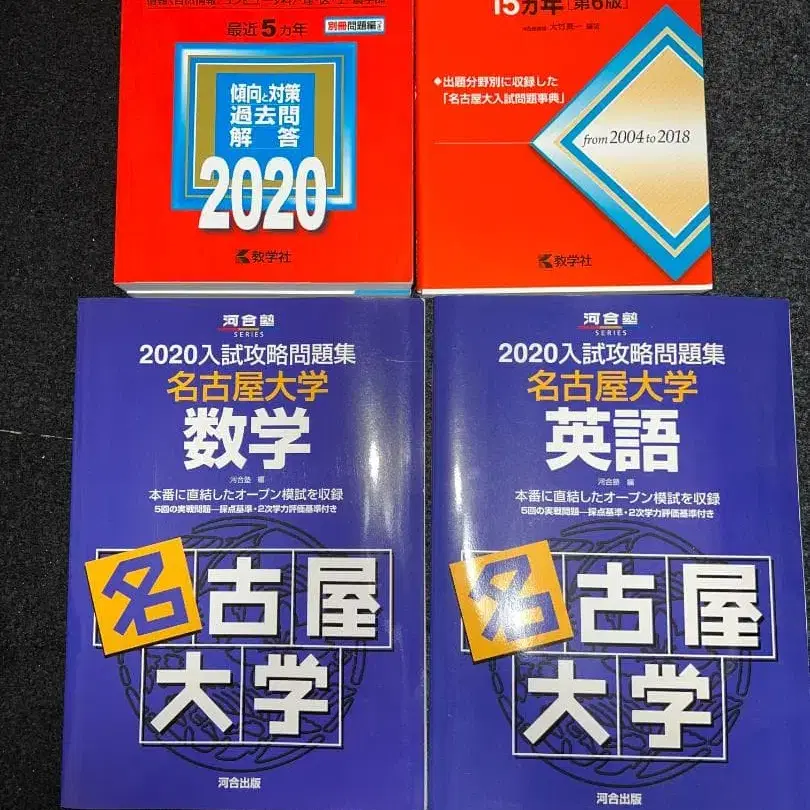 最近5ヵ年
別冊問題編つき
傾向と対策
過去問
解答
2020
教学社
15ヵ年[第6版]
大竹真一 編著
◆出題分野別に収録した
「名古屋大入試問題事典」
from 2004 to 2018
教学社
河合塾
SERIES
2020入試攻略問題集
名古屋大学
数学
河合塾 編
本番に直結したオープン模試を収録
5回の実戦問題―採点基準・2次学力評価基準付き
名古屋
大学
河合出版
河合塾
SERIES
2020入試攻略問題集
名古屋大学
英語
河合塾 編
本番に直結したオープン模試を収録
5回の実戦問題―採点基準・2次学力評価基準付き
名古屋
大学
河合出版